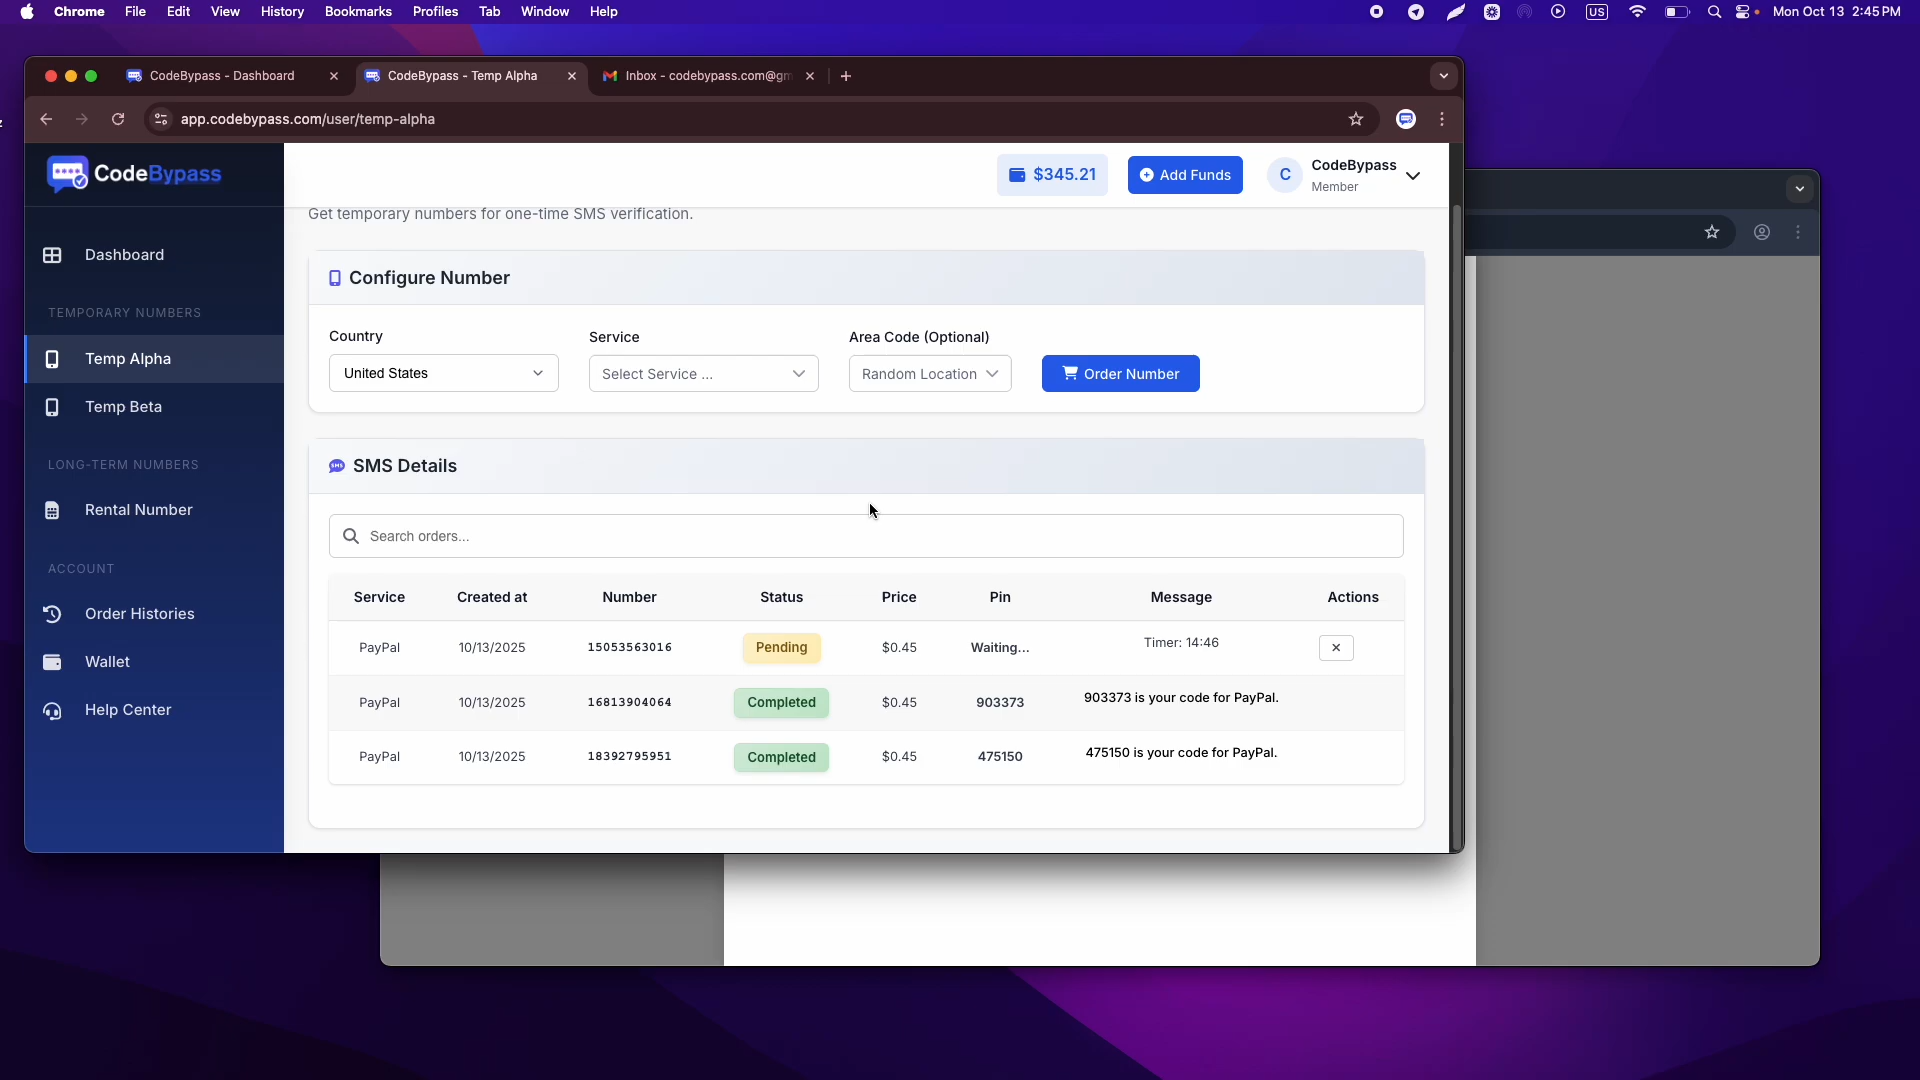 Chrome File Edit View History Bookmarks Profiles Tab Window Help US Mon Oct 13 2:45 PM
CodeBypass - Dashboard CodeBypass - Temp Alpha Inbox - codebypass.com@gm
app.codebypass.com/user/temp-alpha
CodeBypass
$345.21 Add Funds C CodeBypass
Member
Get temporary numbers for one-time SMS verification.
Dashboard
TEMPORARY NUMBERS
Temp Alpha
Temp Beta
LONG-TERM NUMBERS
Rental Number
ACCOUNT
Order Histories
Wallet
Help Center
Configure Number
Country Service Area Code (Optional)
United States Select Service ... Random Location Order Number
SMS Details
Search orders...
Service Created at Number Status Price Pin Message Actions
PayPal 10/13/2025 15053563016 Pending $0.45 Waiting... Timer: 14:46
PayPal 10/13/2025 16813904064 Completed $0.45 903373 903373 is your code for PayPal.
PayPal 10/13/2025 18392795951 Completed $0.45 475150 475150 is your code for PayPal.